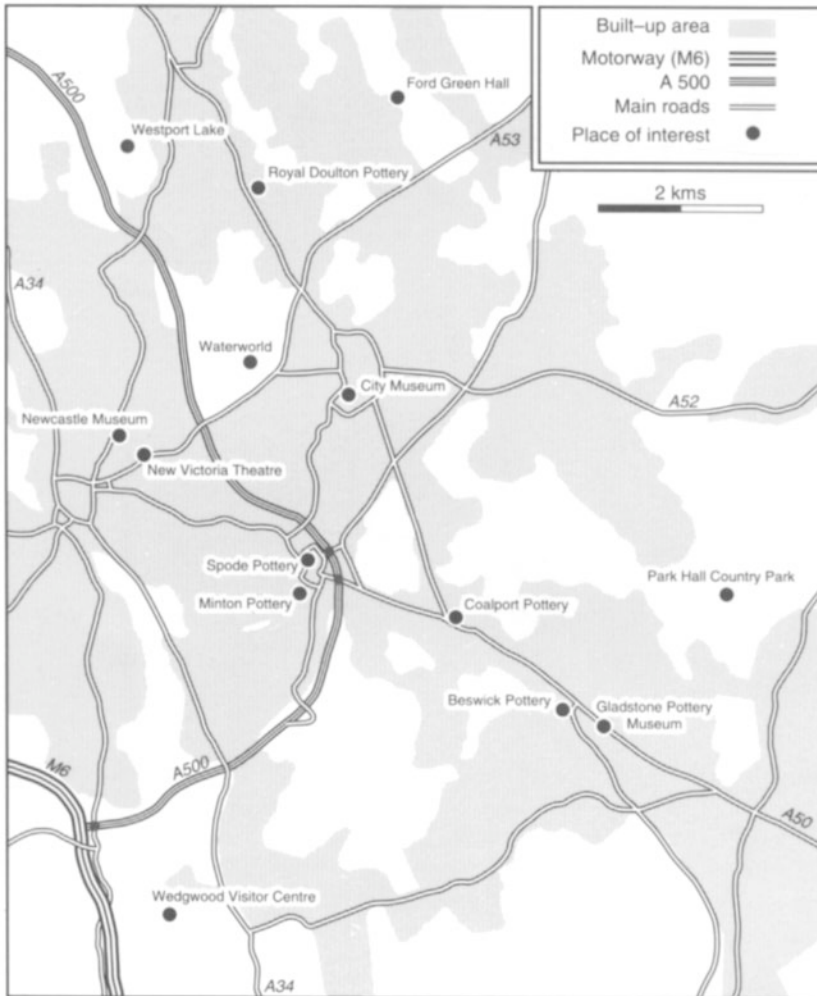 Built–up area
Motorway (M6)
A 500
Main roads
Place of interest
2 kms
A500
Ford Green Hall
Westport Lake
A53
Royal Doulton Pottery
A34
Waterworld
City Museum
A52
Newcastle Museum
New Victoria Theatre
Spode Pottery
Park Hall Country Park
Minton Pottery
Coalport Pottery
Beswick Pottery
Gladstone Pottery
Museum
M6
A500
A50
Wedgwood Visitor Centre
A34